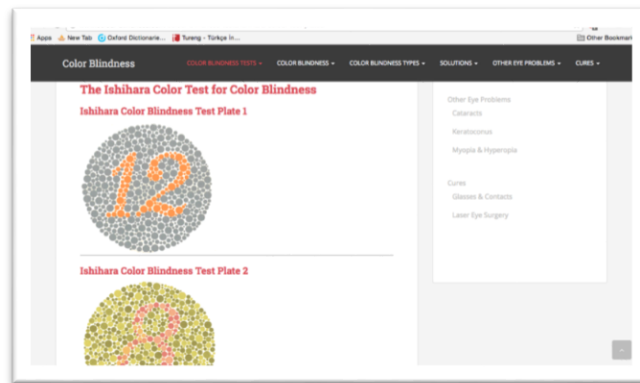 Apps New Tab Oxford Dictionarie... Tureng - Türkçe İn... Other Bookmark
Color Blindness COLOR BLINDNESS TESTS COLOR BLINDNESS COLOR BLINDNESS TYPES SOLUTIONS OTHER EYE PROBLEMS CURES
The Ishihara Color Test for Color Blindness
Ishihara Color Blindness Test Plate 1
12
Ishihara Color Blindness Test Plate 2
8
Other Eye Problems
Cataracts
Keratoconus
Myopia & Hyperopia
Cures
Glasses & Contacts
Laser Eye Surgery